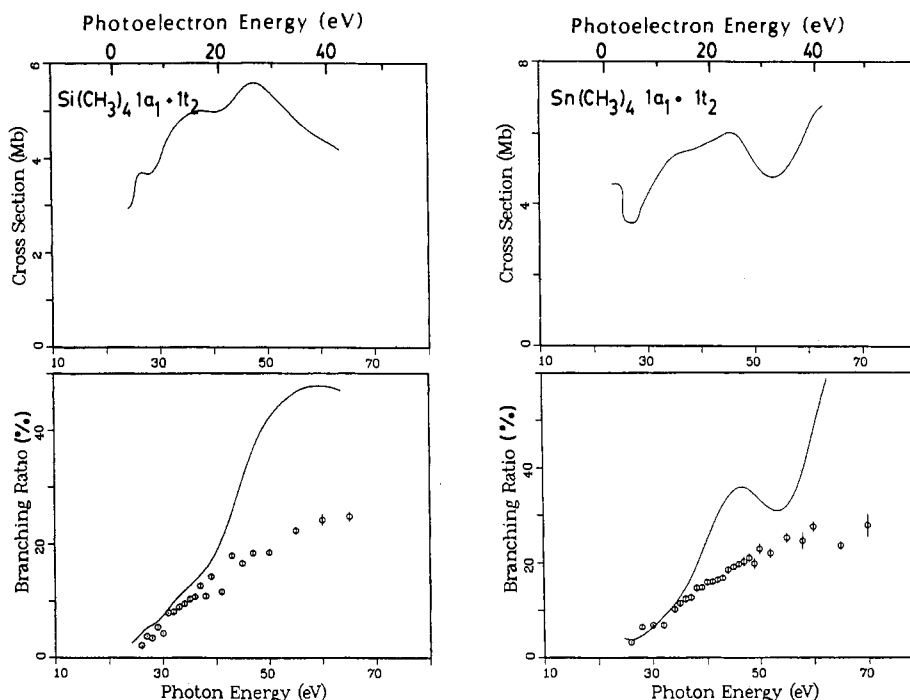 Photoelectron Energy (eV)
0 20 40
Si(CH3)4 1a1 • 1t2
Cross Section (Mb)
0 2 4 6
10 30 50 70
Branching Ratio (%)
0 20 40
10 30 50 70
Photon Energy (eV)
Photoelectron Energy (eV)
0 20 40
Sn(CH3)4 1a1 • 1t2
Cross Section (Mb)
0 4 8
10 30 50 70
Branching Ratio (%)
0 20 40
10 30 50 70
Photon Energy (eV)